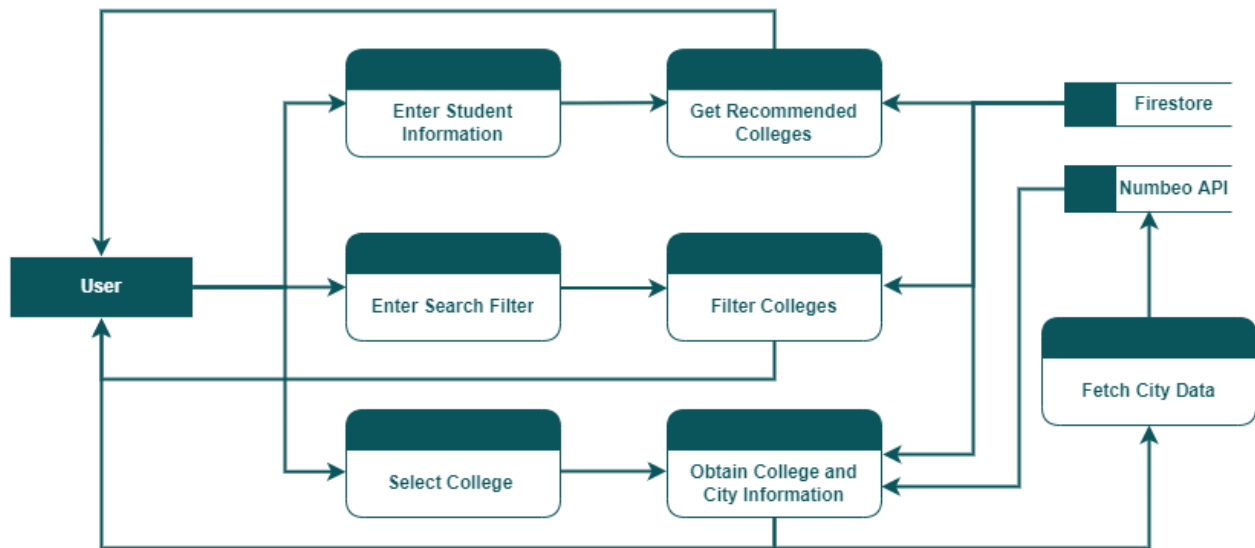 Enter Student
Information
Get Recommended
Colleges
Firestore
Numbeo API
User
Enter Search Filter
Filter Colleges
Fetch City Data
Select College
Obtain College and
City Information